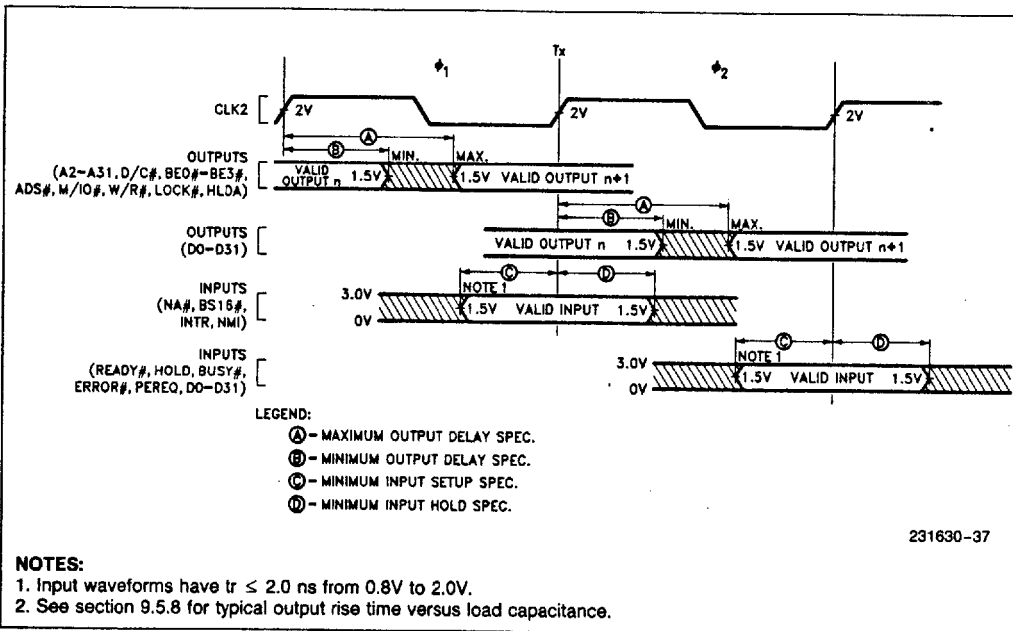 Tx
ϕ1 ϕ2
CLK2 2V 2V 2V
Ⓐ
Ⓑ MIN. MAX.
OUTPUTS
(A2-A31, D/C#, BE0#-BE3#,
ADS#, M/IO#, W/R#, LOCK#, HLDA)
VALID
OUTPUT n 1.5V 1.5V VALID OUTPUT n+1
Ⓐ
Ⓑ MIN. MAX.
OUTPUTS
(D0-D31)
VALID OUTPUT n 1.5V 1.5V VALID OUTPUT n+1
Ⓒ Ⓓ
INPUTS
(NA#, BS16#,
INTR, NMI)
3.0V
0V
NOTE 1
1.5V VALID INPUT 1.5V
Ⓒ Ⓓ
INPUTS
(READY#, HOLD, BUSY#,
ERROR#, PEREQ, D0-D31)
3.0V
0V
NOTE 1
1.5V VALID INPUT 1.5V
LEGEND:
Ⓐ - MAXIMUM OUTPUT DELAY SPEC.
Ⓑ - MINIMUM OUTPUT DELAY SPEC.
Ⓒ - MINIMUM INPUT SETUP SPEC.
Ⓓ - MINIMUM INPUT HOLD SPEC.
231630-37
NOTES:
1. Input waveforms have tr ≤ 2.0 ns from 0.8V to 2.0V.
2. See section 9.5.8 for typical output rise time versus load capacitance.